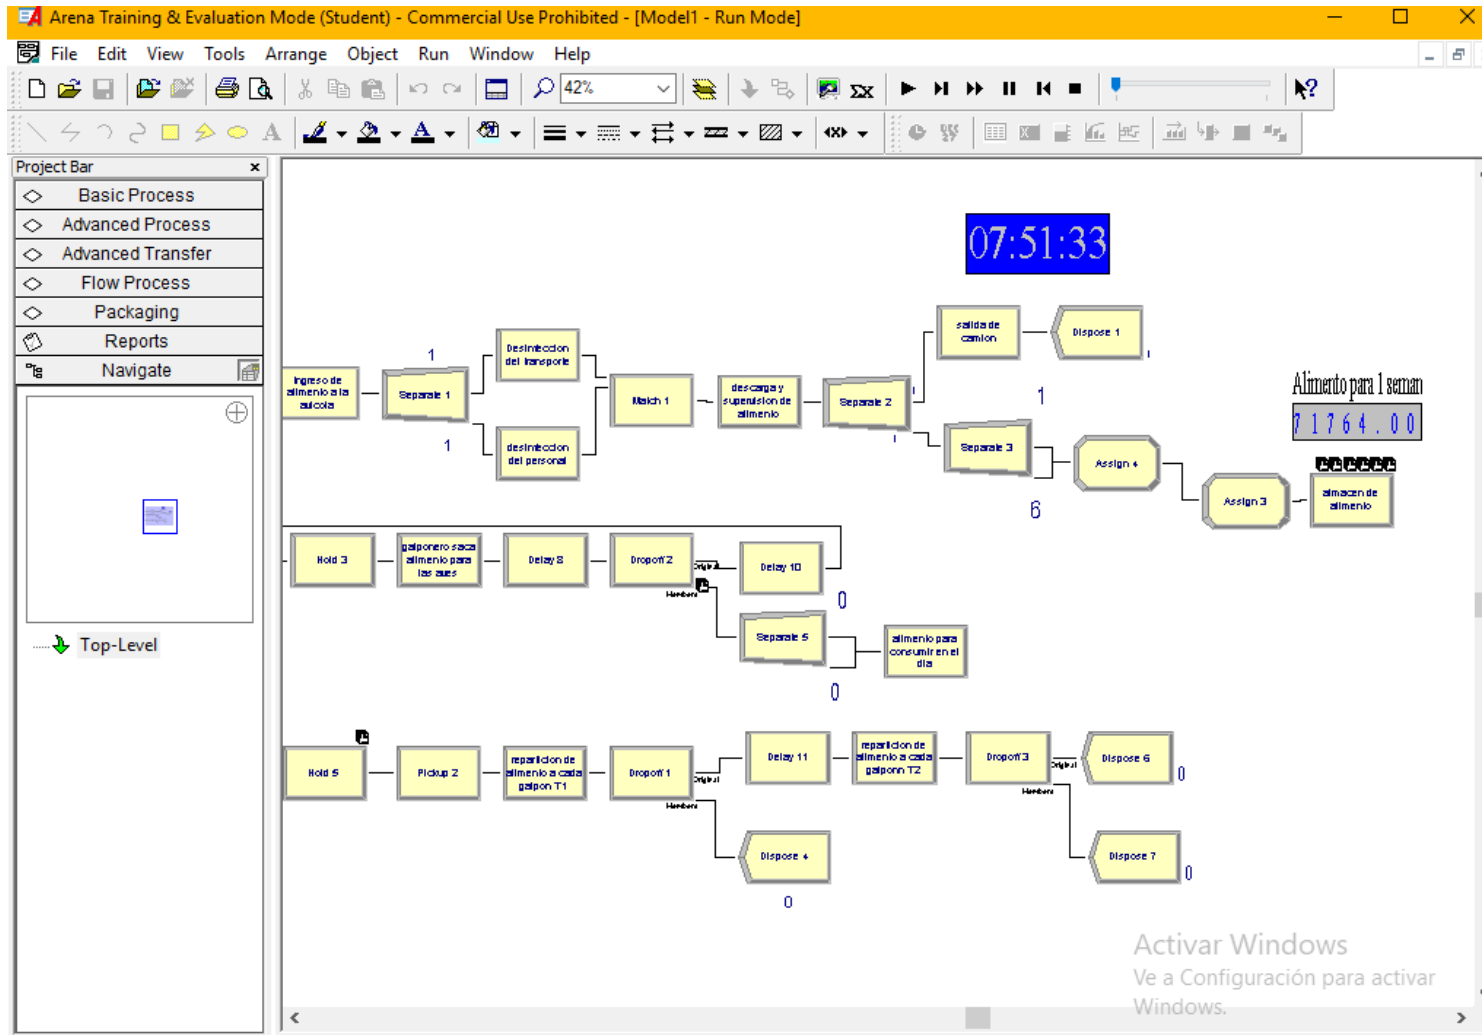 Arena Training & Evaluation Mode (Student) - Commercial Use Prohibited - [Model1 - Run Mode]
File Edit View Tools Arrange Object Run Window Help
42%
Project Bar
Basic Process
Advanced Process
Advanced Transfer
Flow Process
Packaging
Reports
Navigate
Top-Level
07:51:33
Ingreso de
alimento a la
avicola
Separate 1
1
1
Desinfeccion
del transporte
desinfeccion
del personal
Match 1
descarga y
supervision de
alimento
Separate 2
salida de
camion
Dispose 1
1
Separate 3
6
Assign 4
Assign 3
Alimento para 1 seman
71764.00
almacen de
alimento
Hold 3
galponero saca
alimento para
las aves
Delay 8
Dropoff 2
Original
Members
Delay 10
0
Separate 5
0
alimento para
consumir en el
dia
Hold 5
Pickup 2
reparticion de
alimento a cada
galpon T1
Dropoff 1
Original
Members
Delay 11
reparticion de
alimento a cada
galponn T2
Dropoff 3
Original
Members
Dispose 6
0
Dispose 4
0
Dispose 7
0
Activar Windows
Ve a Configuración para activar
Windows.